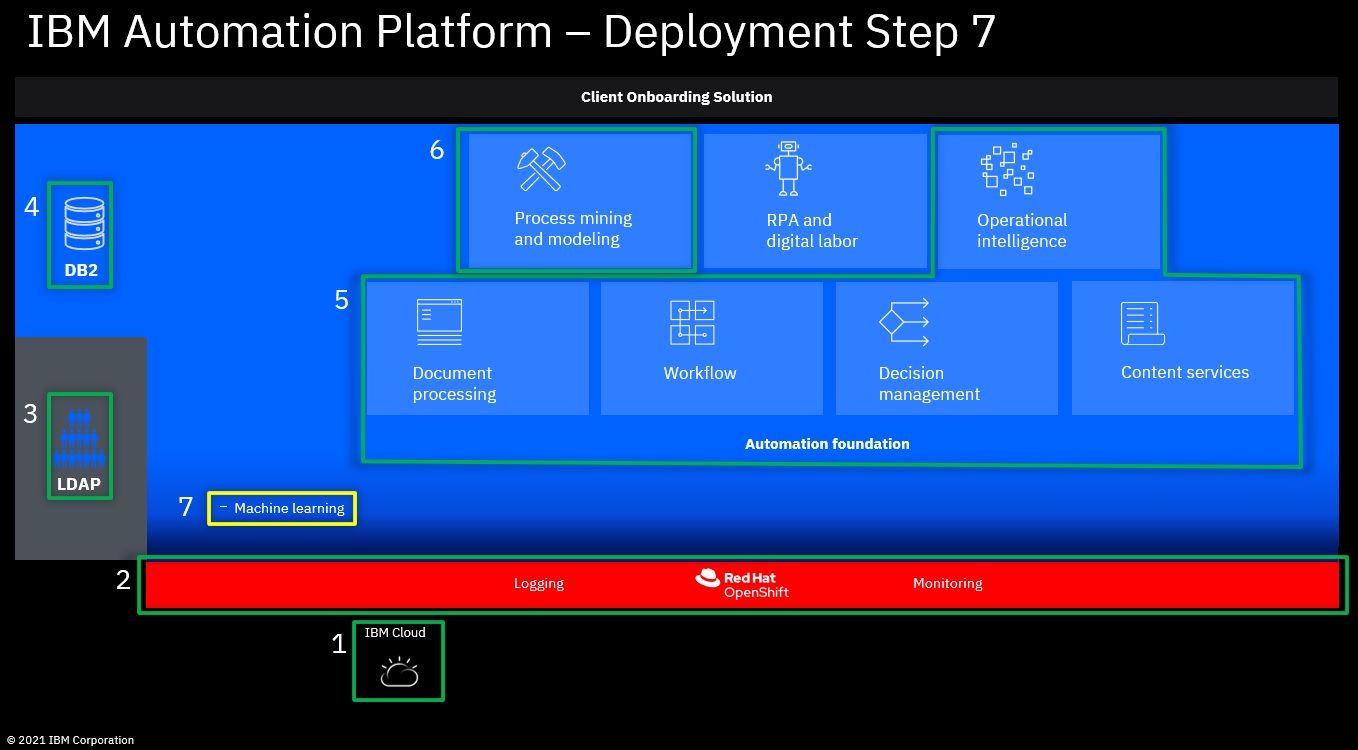 IBM Automation Platform – Deployment Step 7
Client Onboarding Solution
6
Process mining
and modeling
RPA and
digital labor
Operational
intelligence
4
DB2
5
Document
processing
Workflow
Decision
management
Content services
Automation foundation
3
LDAP
7
– Machine learning
2
Logging
Red Hat
OpenShift
Monitoring
1
IBM Cloud
© 2021 IBM Corporation